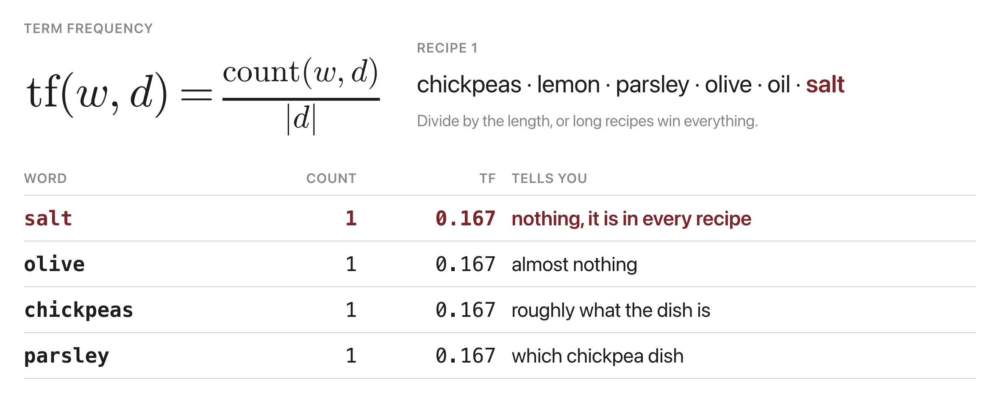 TERM FREQUENCY
tf(w, d) = count(w, d) / |d|
RECIPE 1
chickpeas · lemon · parsley · olive · oil · salt
Divide by the length, or long recipes win everything.
WORD COUNT TF TELLS YOU
salt 1 0.167 nothing, it is in every recipe
olive 1 0.167 almost nothing
chickpeas 1 0.167 roughly what the dish is
parsley 1 0.167 which chickpea dish